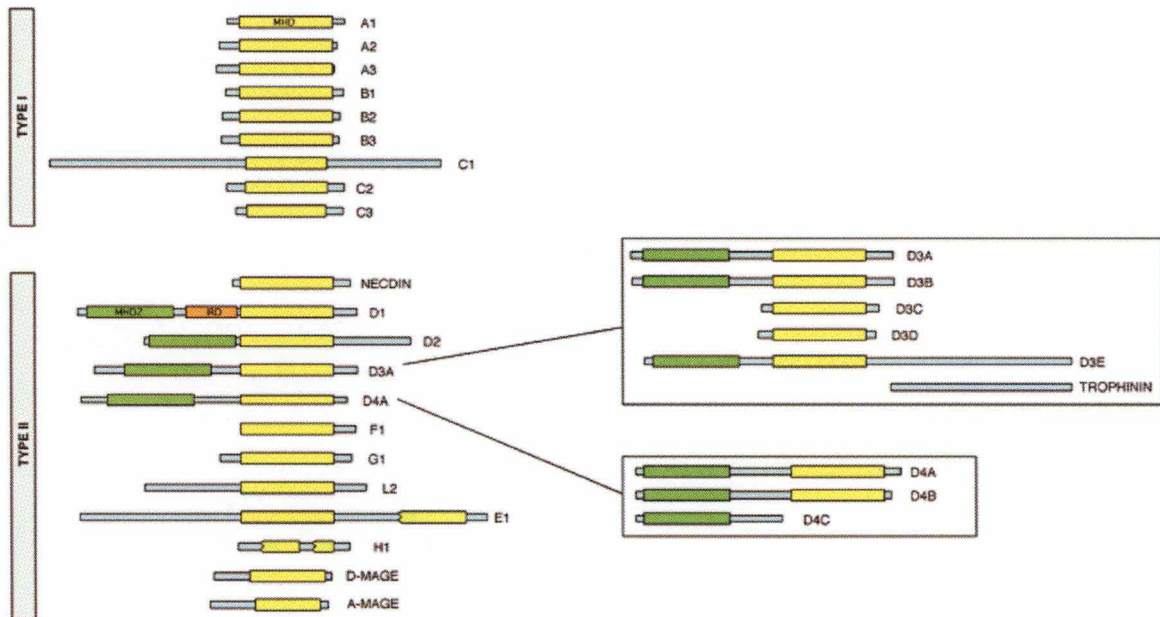 TYPE I
MHD
A1
A2
A3
B1
B2
B3
C1
C2
C3
TYPE II
NECDIN
MHD2 RD D1
D2
D3A
D4A
F1
G1
L2
E1
H1
D-MAGE
A-MAGE
D3A
D3B
D3C
D3D
D3E
TROPHININ
D4A
D4B
D4C